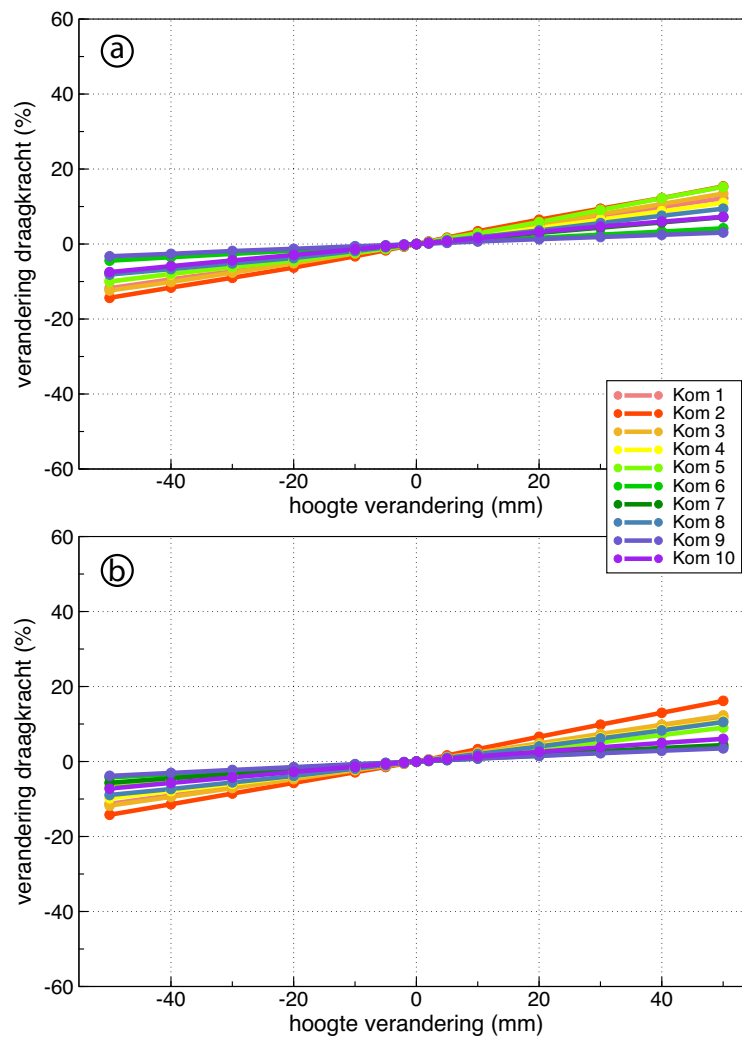 a
60
40
20
0
-20
-40
-60
verandering draagkracht (%)
-40 -20 0 20 40
hoogte verandering (mm)
Kom 1
Kom 2
Kom 3
Kom 4
Kom 5
Kom 6
Kom 7
Kom 8
Kom 9
Kom 10
b
60
40
20
0
-20
-40
-60
verandering draagkracht (%)
-40 -20 0 20 40
hoogte verandering (mm)